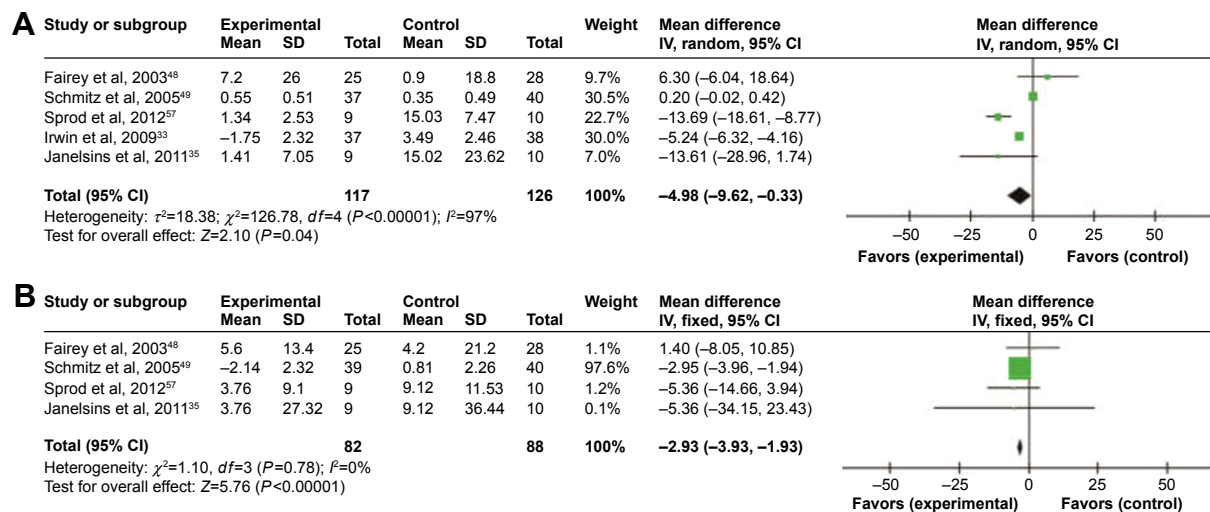 A
Study or subgroup Experimental Control Weight Mean difference Mean difference
Mean SD Total Mean SD Total IV, random, 95% CI IV, random, 95% CI
Fairey et al, 2003⁴⁸ 7.2 26 25 0.9 18.8 28 9.7% 6.30 (–6.04, 18.64)
Schmitz et al, 2005⁴⁹ 0.55 0.51 37 0.35 0.49 40 30.5% 0.20 (–0.02, 0.42)
Sprod et al, 2012⁵⁷ 1.34 2.53 9 15.03 7.47 10 22.7% –13.69 (–18.61, –8.77)
Irwin et al, 2009³³ –1.75 2.32 37 3.49 2.46 38 30.0% –5.24 (–6.32, –4.16)
Janelsins et al, 2011³⁵ 1.41 7.05 9 15.02 23.62 10 7.0% –13.61 (–28.96, 1.74)
Total (95% CI) 117 126 100% –4.98 (–9.62, –0.33)
Heterogeneity: τ²=18.38; χ²=126.78, df=4 (P<0.00001); I²=97%
Test for overall effect: Z=2.10 (P=0.04)
–50 –25 0 25 50
Favors (experimental) Favors (control)
B
Study or subgroup Experimental Control Weight Mean difference Mean difference
Mean SD Total Mean SD Total IV, fixed, 95% CI IV, fixed, 95% CI
Fairey et al, 2003⁴⁸ 5.6 13.4 25 4.2 21.2 28 1.1% 1.40 (–8.05, 10.85)
Schmitz et al, 2005⁴⁹ –2.14 2.32 39 0.81 2.26 40 97.6% –2.95 (–3.96, –1.94)
Sprod et al, 2012⁵⁷ 3.76 9.1 9 9.12 11.53 10 1.2% –5.36 (–14.66, 3.94)
Janelsins et al, 2011³⁵ 3.76 27.32 9 9.12 36.44 10 0.1% –5.36 (–34.15, 23.43)
Total (95% CI) 82 88 100% –2.93 (–3.93, –1.93)
Heterogeneity: χ²=1.10, df=3 (P=0.78); I²=0%
Test for overall effect: Z=5.76 (P<0.00001)
–50 –25 0 25 50
Favors (experimental) Favors (control)